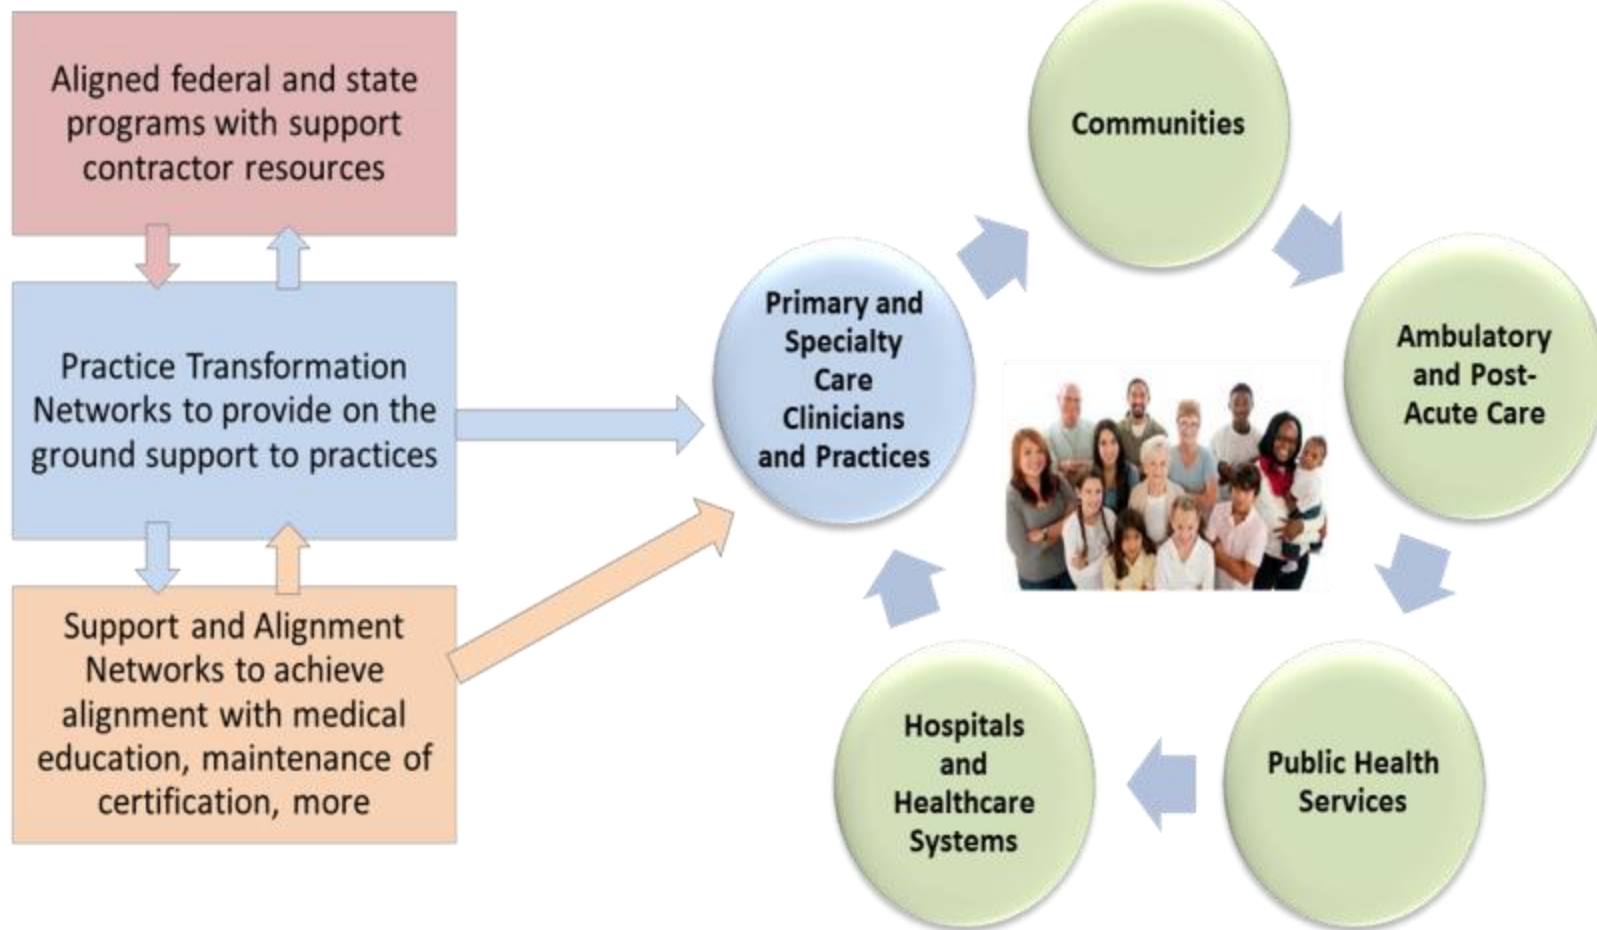 Aligned federal and state
programs with support
contractor resources
Practice Transformation
Networks to provide on the
ground support to practices
Support and Alignment
Networks to achieve
alignment with medical
education, maintenance of
certification, more
Primary and
Specialty
Care
Clinicians
and Practices
Communities
Ambulatory
and Post-
Acute Care
Public Health
Services
Hospitals
and
Healthcare
Systems